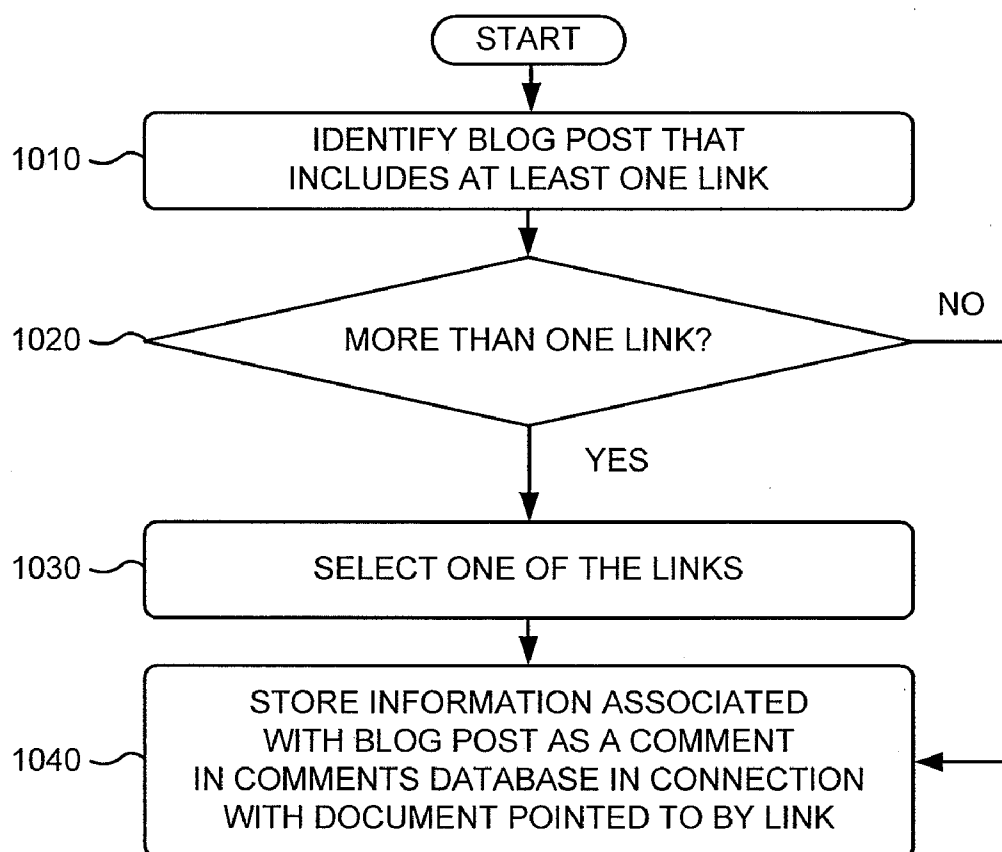 START
1010
IDENTIFY BLOG POST THAT
INCLUDES AT LEAST ONE LINK
1020
MORE THAN ONE LINK?
NO
YES
1030
SELECT ONE OF THE LINKS
1040
STORE INFORMATION ASSOCIATED
WITH BLOG POST AS A COMMENT
IN COMMENTS DATABASE IN CONNECTION
WITH DOCUMENT POINTED TO BY LINK